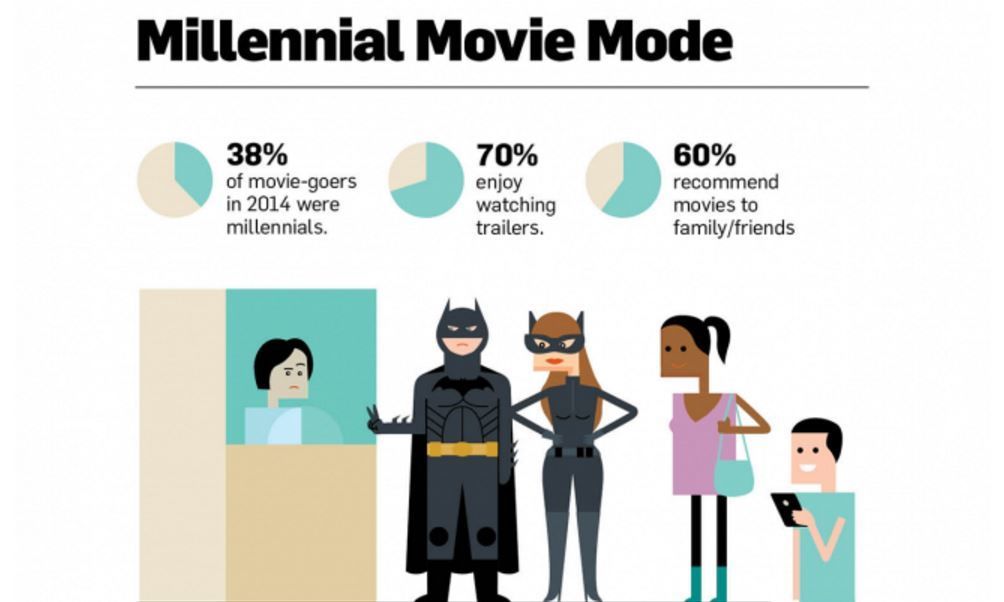 Millennial Movie Mode
38%
of movie-goers
in 2014 were
millennials.
70%
enjoy
watching
trailers.
60%
recommend
movies to
family/friends